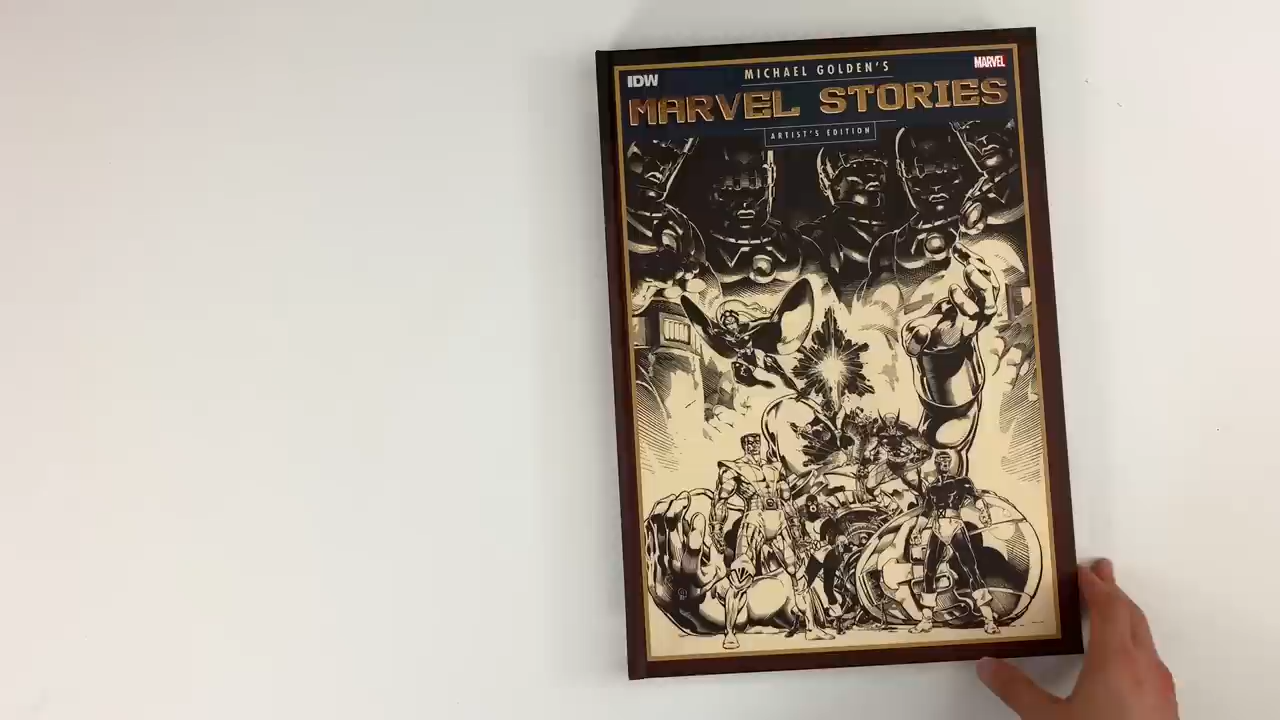 IDW
MICHAEL GOLDEN'S
MARVEL
MARVEL STORIES
ARTIST'S EDITION